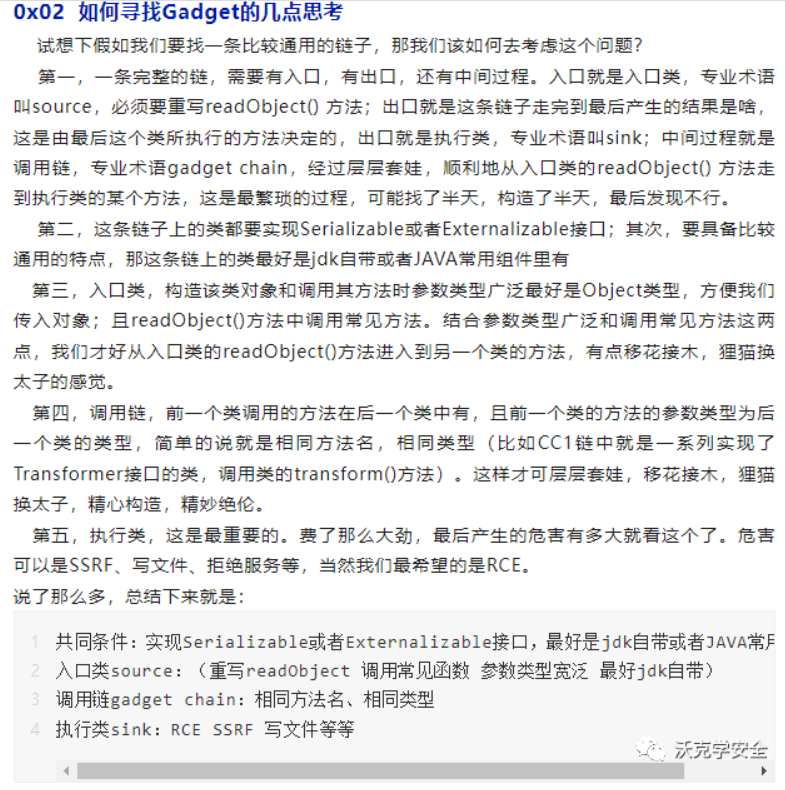 0x02 如何寻找Gadget的几点思考
试想下假如我们要找一条比较通用的链子，那我们该如何去考虑这个问题？
第一，一条完整的链，需要有入口，有出口，还有中间过程。入口就是入口类，专业术语
叫source，必须要重写readObject() 方法；出口就是这条链子走完到最后产生的结果是啥，
这是由最后这个类所执行的方法决定的，出口就是执行类，专业术语叫sink；中间过程就是
调用链，专业术语gadget chain，经过层层套娃，顺利地从入口类的readObject() 方法走
到执行类的某个方法，这是最繁琐的过程，可能找了半天，构造了半天，最后发现不行。
第二，这条链子上的类都要实现Serializable或者Externalizable接口；其次，要具备比较
通用的特点，那这条链上的类最好是jdk自带或者JAVA常用组件里有
第三，入口类，构造该类对象和调用其方法时参数类型广泛最好是Object类型，方便我们
传入对象；且readObject()方法中调用常见方法。结合参数类型广泛和调用常见方法这两
点，我们才好从入口类的readObject()方法进入到另一个类的方法，有点移花接木，狸猫换
太子的感觉。
第四，调用链，前一个类调用的方法在后一个类中有，且前一个类的方法的参数类型为后
一个类的类型，简单的说就是相同方法名，相同类型（比如CC1链中就是一系列实现了
Transformer接口的类，调用类的transform()方法）。这样才可层层套娃，移花接木，狸猫
换太子，精心构造，精妙绝伦。
第五，执行类，这是最重要的。费了那么大劲，最后产生的危害有多大就看这个了。危害
可以是SSRF、写文件、拒绝服务等，当然我们最希望的是RCE。
说了那么多，总结下来就是：
1 共同条件：实现Serializable或者Externalizable接口，最好是jdk自带或者JAVA常用
2 入口类source：（重写readObject 调用常见函数 参数类型宽泛 最好jdk自带）
3 调用链gadget chain：相同方法名、相同类型
4 执行类sink：RCE SSRF 写文件等等
沃克学安全